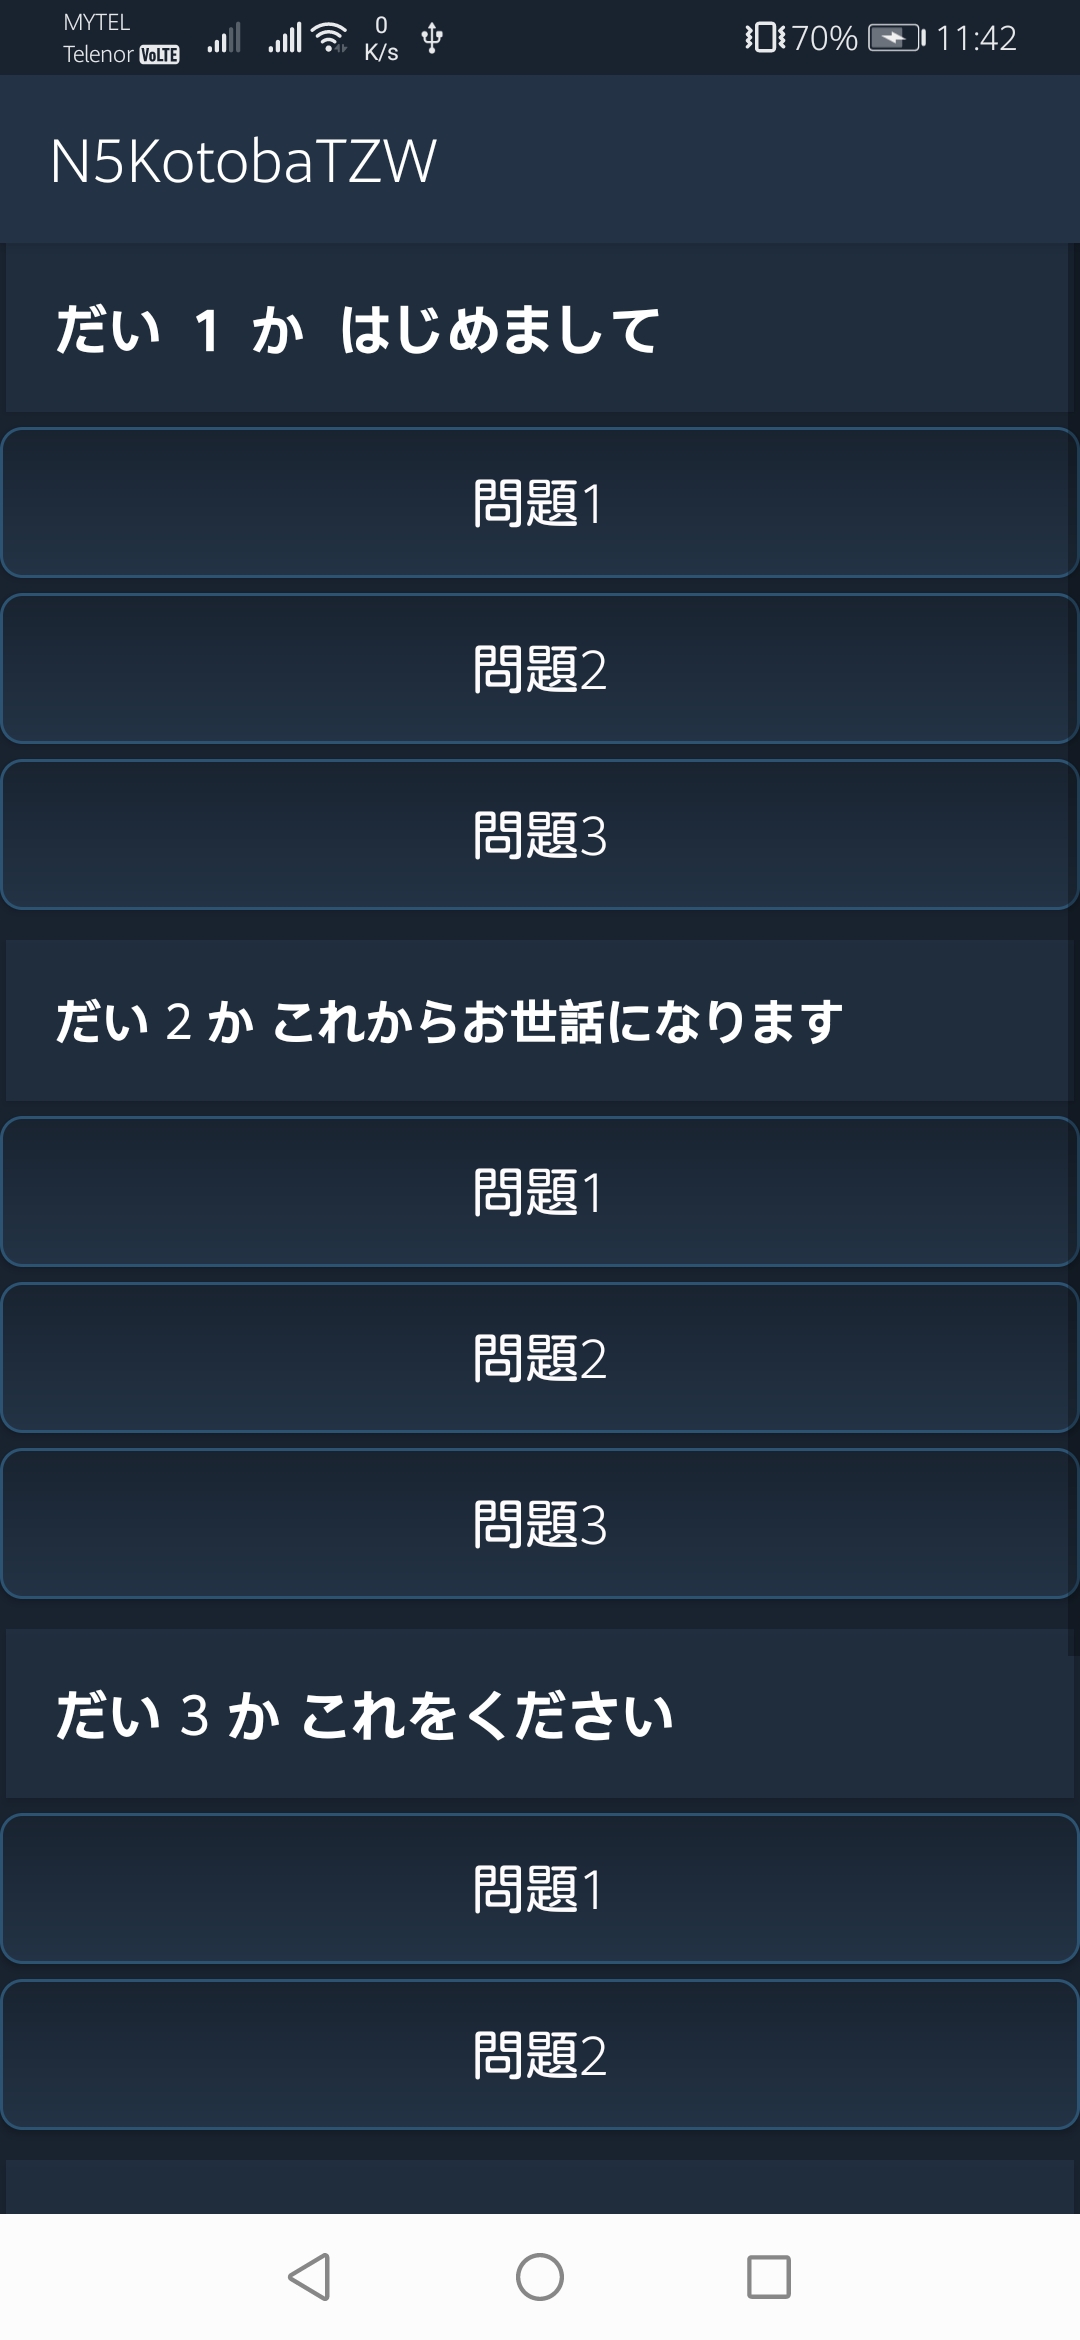 MYTEL
Telenor VoLTE
0
K/s
70% 11:42
N5KotobaTZW
だい 1 か はじめまして
問題1
問題2
問題3
だい 2 か これからお世話になります
問題1
問題2
問題3
だい 3 か これをください
問題1
問題2